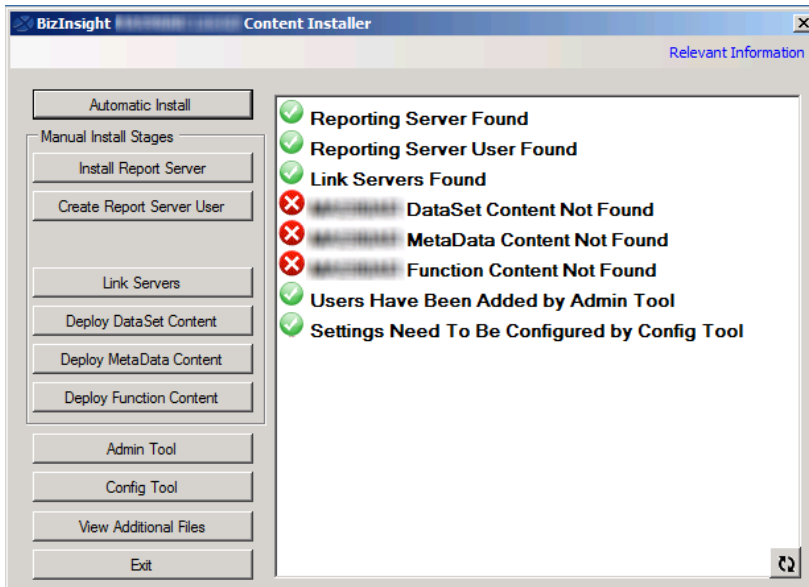 BizInsight Content Installer
Relevant Information
Automatic Install
Manual Install Stages
Install Report Server
Create Report Server User
Link Servers
Deploy DataSet Content
Deploy MetaData Content
Deploy Function Content
Admin Tool
Config Tool
View Additional Files
Exit
Reporting Server Found
Reporting Server User Found
Link Servers Found
DataSet Content Not Found
MetaData Content Not Found
Function Content Not Found
Users Have Been Added by Admin Tool
Settings Need To Be Configured by Config Tool